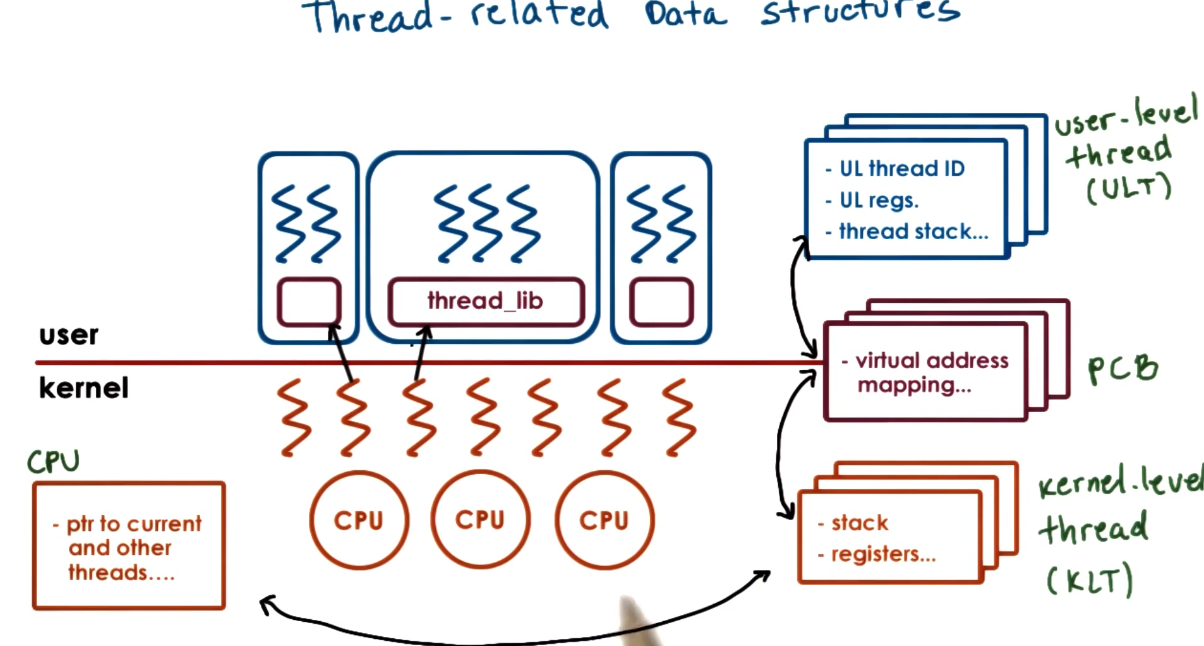 Thread-related Data structures
user-level
thread
(ULT)
- UL thread ID
- UL regs.
- thread stack...
thread_lib
user
kernel
- virtual address
mapping...
PCB
CPU
- ptr to current
and other
threads....
CPU
CPU
CPU
- stack
- registers...
kernel-level
thread
(KLT)